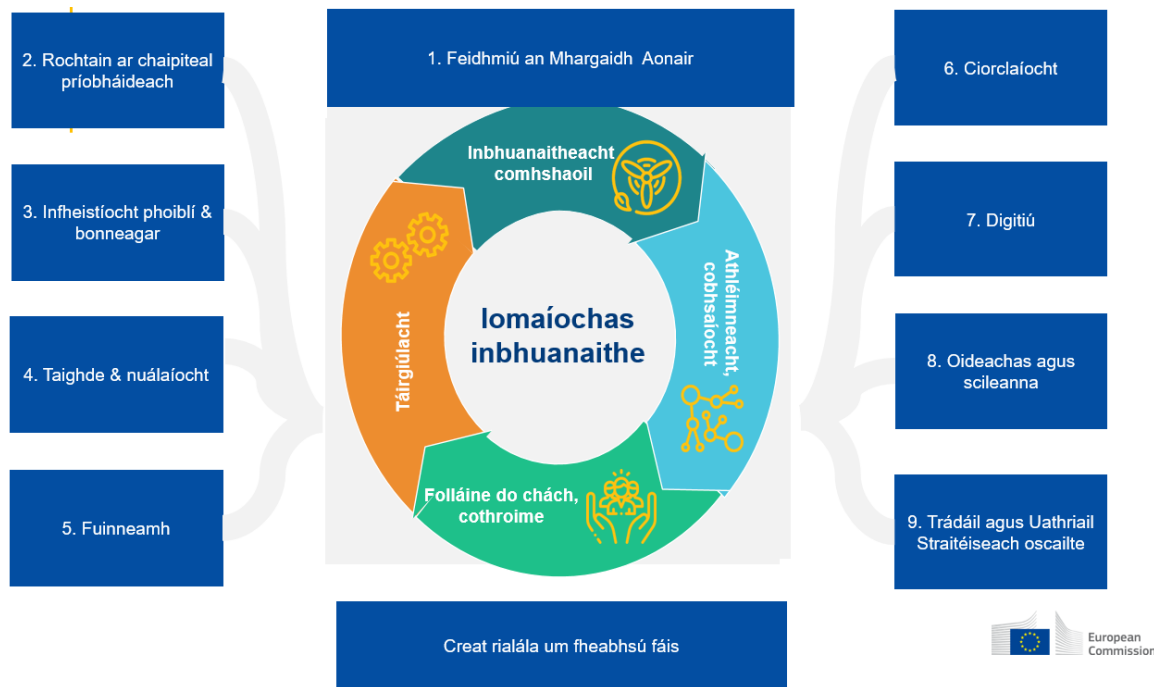 2. Rochtain ar chaipiteal
príobháideach
3. Infheistíocht phoiblí &
bonneagar
4. Taighde & nuálaíocht
5. Fuinneamh
1. Feidhmiú an Mhargaidh Aonair
Inbhuanaitheacht
comhshaoil
Athléimneacht,
cobhsaíocht
Folláine do chách,
cothroime
Táirgiúlacht
Iomaíochas
inbhuanaithe
Creat rialála um fheabhsú fáis
6. Ciorclaíocht
7. Digitiú
8. Oideachas agus
scileanna
9. Trádáil agus Uathriail
Straitéiseach oscailte
European
Commission